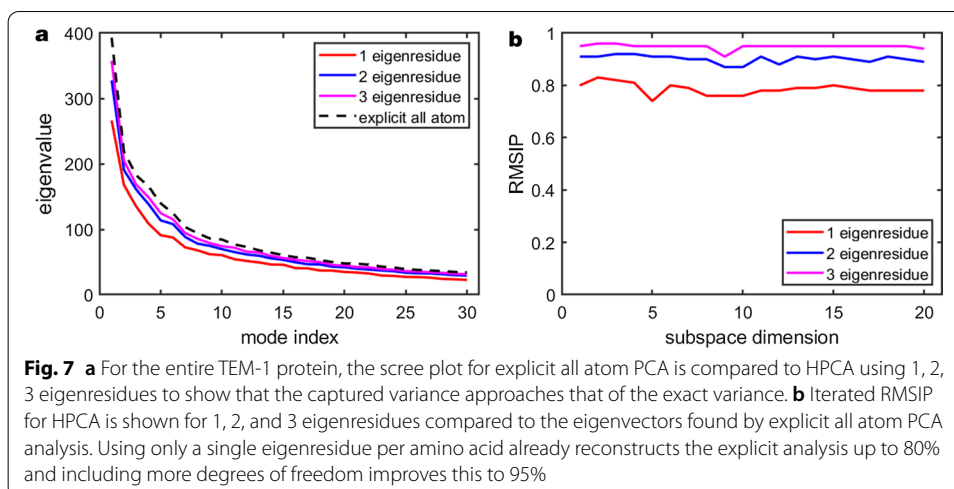 a
400
300
200
100
0
eigenvalue
1 eigenresidue
2 eigenresidue
3 eigenresidue
explicit all atom
0 5 10 15 20 25 30
mode index
b
1
0.8
0.6
0.4
0.2
0
RMSIP
1 eigenresidue
2 eigenresidue
3 eigenresidue
0 5 10 15 20
subspace dimension
Fig. 7 a For the entire TEM-1 protein, the scree plot for explicit all atom PCA is compared to HPCA using 1, 2,
3 eigenresidues to show that the captured variance approaches that of the exact variance. b Iterated RMSIP
for HPCA is shown for 1, 2, and 3 eigenresidues compared to the eigenvectors found by explicit all atom PCA
analysis. Using only a single eigenresidue per amino acid already reconstructs the explicit analysis up to 80%
and including more degrees of freedom improves this to 95%